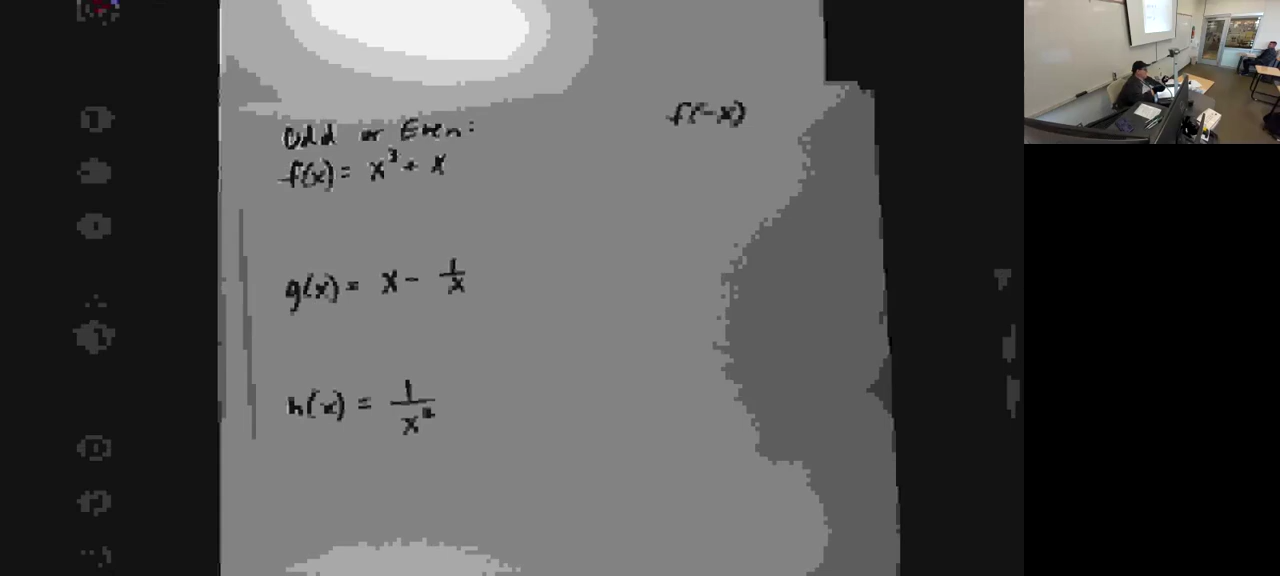 Odd or Even:
f(-x)
f(x) = x³ + x
g(x) = x - 1/x
h(x) = 1/x²